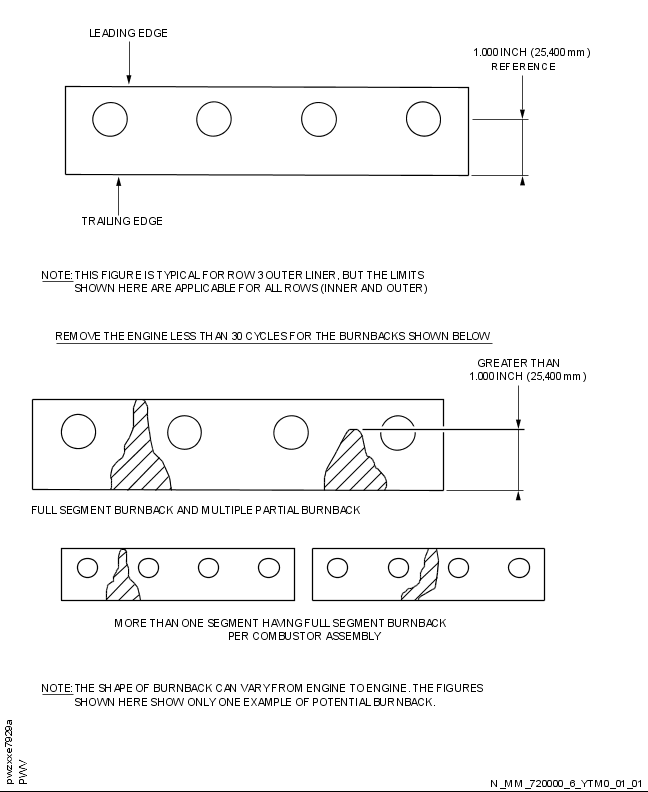 LEADING EDGE
1.000 INCH (25,400 mm)
REFERENCE
TRAILING EDGE
NOTE: THIS FIGURE IS TYPICAL FOR ROW 3 OUTER LINER, BUT THE LIMITS
SHOWN HERE ARE APPLICABLE FOR ALL ROWS (INNER AND OUTER)
REMOVE THE ENGINE LESS THAN 30 CYCLES FOR THE BURNBACKS SHOWN BELOW
GREATER THAN
1.000 INCH (25,400 mm)
FULL SEGMENT BURNBACK AND MULTIPLE PARTIAL BURNBACK
MORE THAN ONE SEGMENT HAVING FULL SEGMENT BURNBACK
PER COMBUSTOR ASSEMBLY
NOTE: THE SHAPE OF BURNBACK CAN VARY FROM ENGINE TO ENGINE. THE FIGURES
SHOWN HERE SHOW ONLY ONE EXAMPLE OF POTENTIAL BURNBACK.
pwzxxe7929a
PWV
N_MM_720000_6_YTM0_01_01